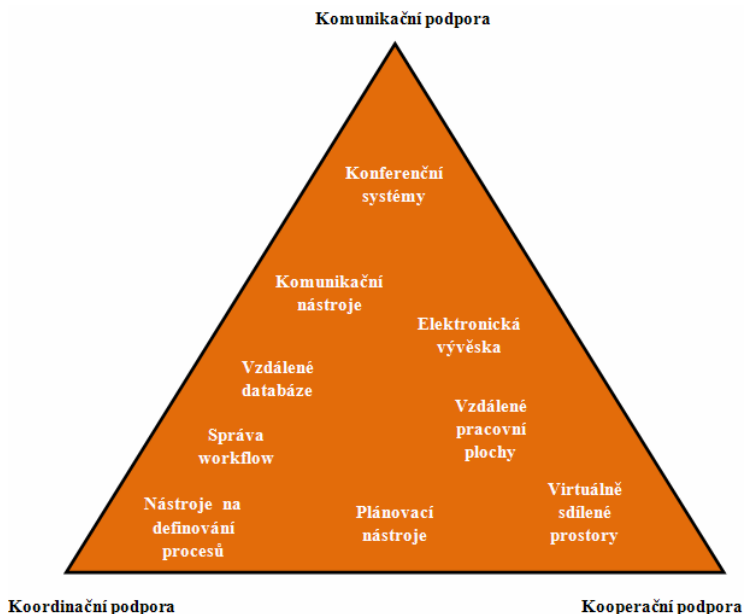 Komunikační podpora
Konferenční
systémy
Komunikační
nástroje
Elektronická
vývěska
Vzdálené
databáze
Vzdálené
pracovní
plochy
Správa
workflow
Virtuálně
sdílené
prostory
Nástroje na
definování
procesů
Plánovací
nástroje
Koordinační podpora
Kooperační podpora